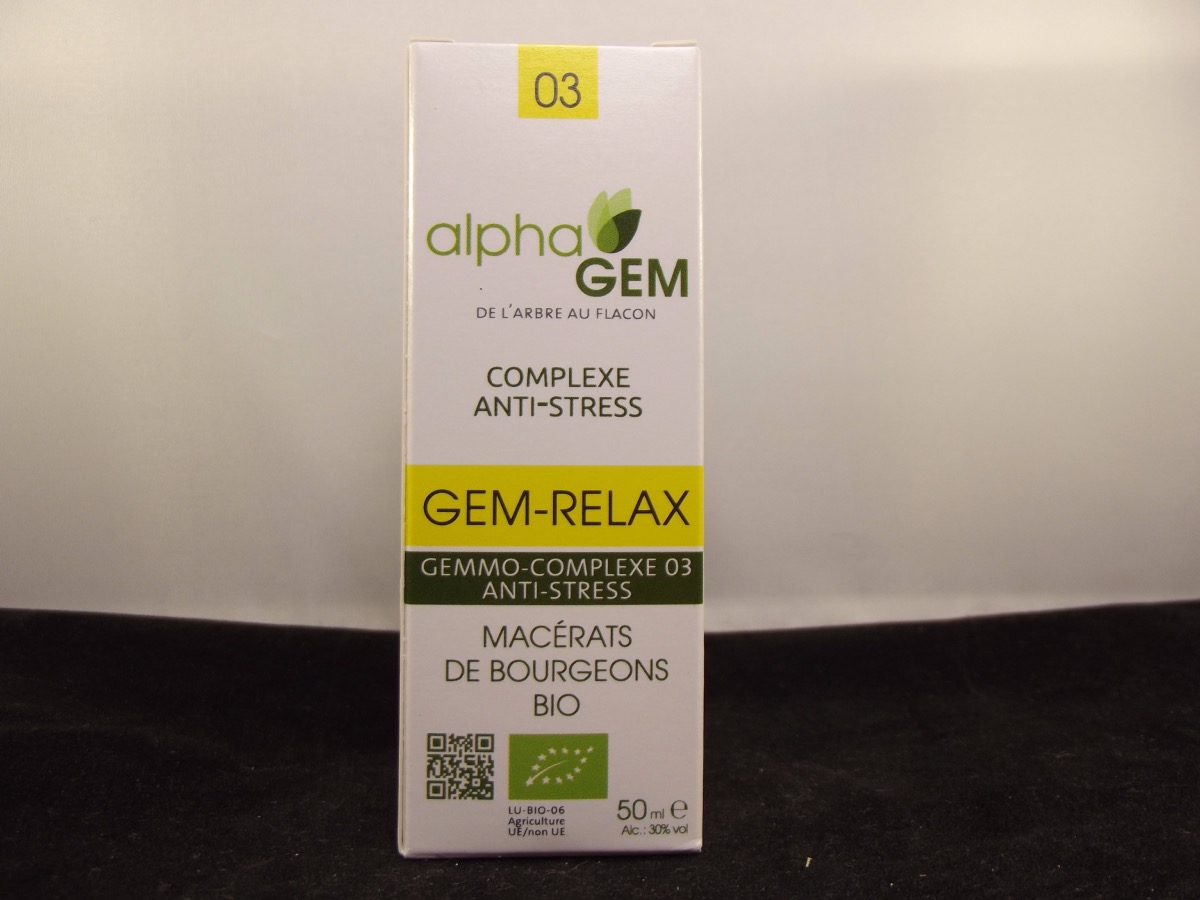 03
alpha
GEM
DE L'ARBRE AU FLACON
COMPLEXE
ANTI-STRESS
GEM-RELAX
GEMMO-COMPLEXE 03
ANTI-STRESS
MACÉRATS
DE BOURGEONS
BIO
LU-BIO-06
Agriculture
UE/non UE
50 ml e
Alc.: 30% vol